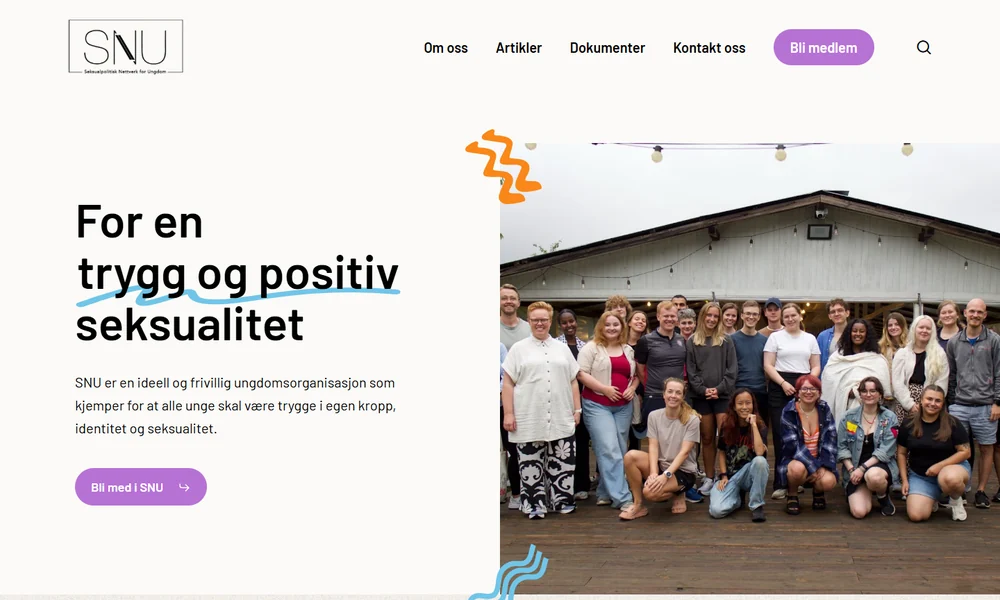 SNU
Seksualpolitisk Nettverk for Ungdom
Om oss
Artikler
Dokumenter
Kontakt oss
Bli medlem
For en
trygg og positiv
seksualitet
SNU er en ideell og frivillig ungdomsorganisasjon som
kjemper for at alle unge skal være trygge i egen kropp,
identitet og seksualitet.
Bli med i SNU